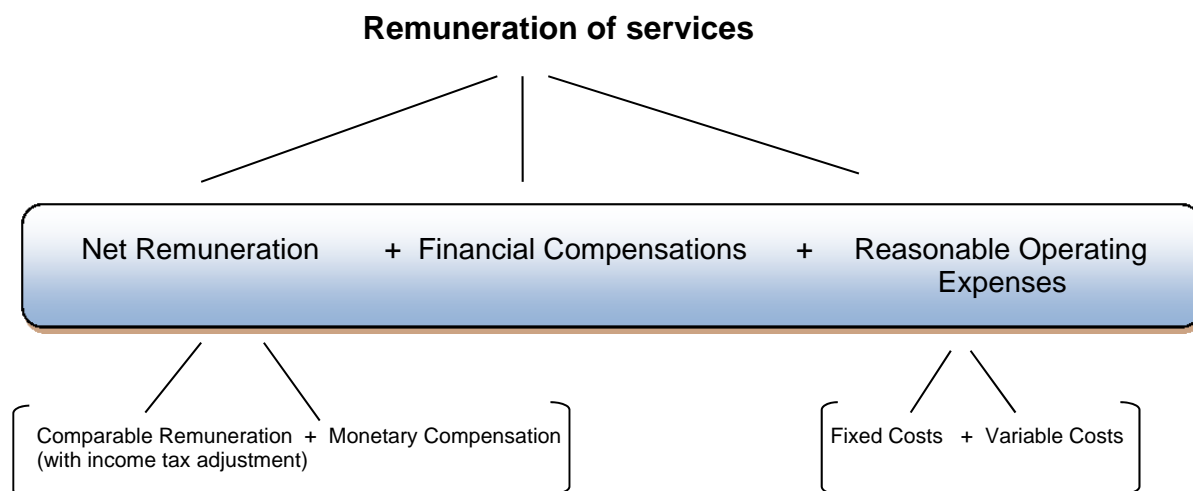 Remuneration of services
Net Remuneration + Financial Compensations + Reasonable Operating
Expenses
Comparable Remuneration + Monetary Compensation
(with income tax adjustment)
Fixed Costs + Variable Costs